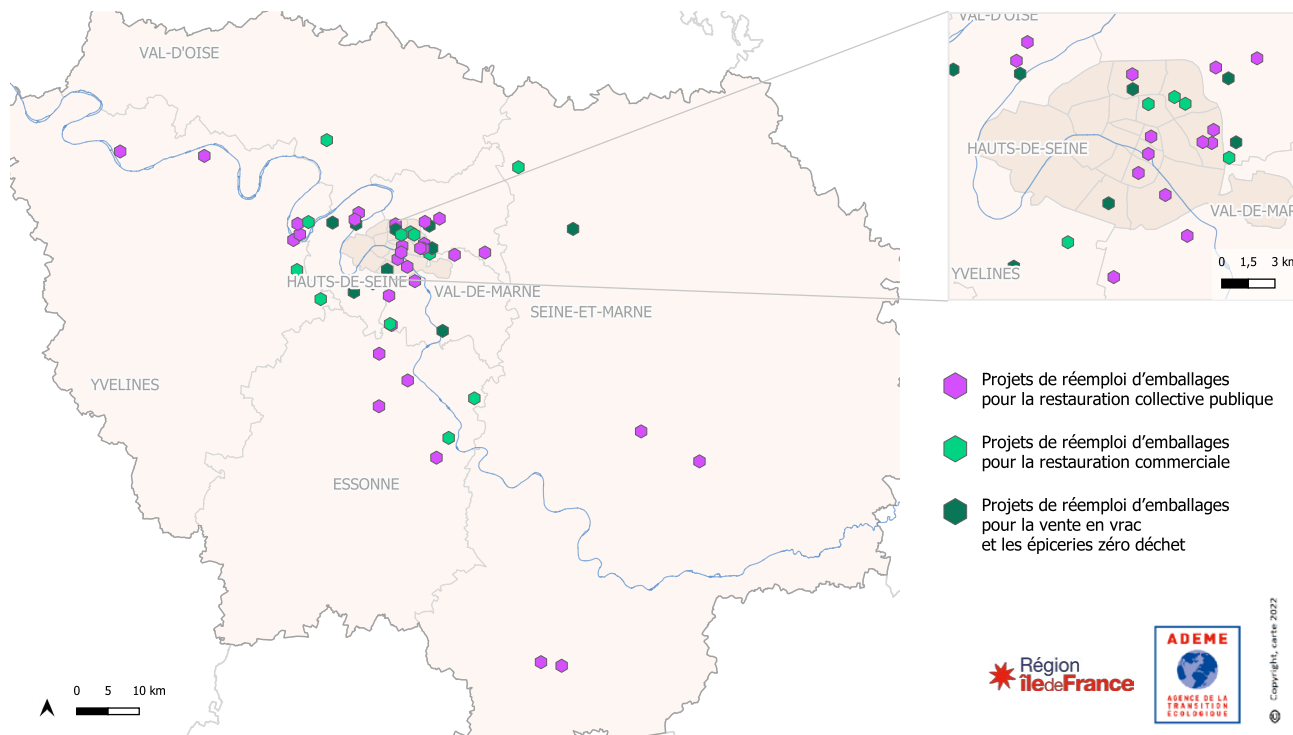 VAL-D'OISE
HAUTS-DE-SEINE
VAL-DE-MARNE
SEINE-ET-MARNE
YVELINES
ESSONNE
0 5 10 km
VAL-D'OISE
HAUTS-DE-SEINE
VAL-DE-MAR
YVELINES
0 1,5 3 km
Projets de réemploi d'emballages
pour la restauration collective publique
Projets de réemploi d'emballages
pour la restauration commerciale
Projets de réemploi d'emballages
pour la vente en vrac
et les épiceries zéro déchet
Région
îledeFrance
ADEME
AGENCE DE LA
TRANSITION
ÉCOLOGIQUE
© Copyright, carte 2022